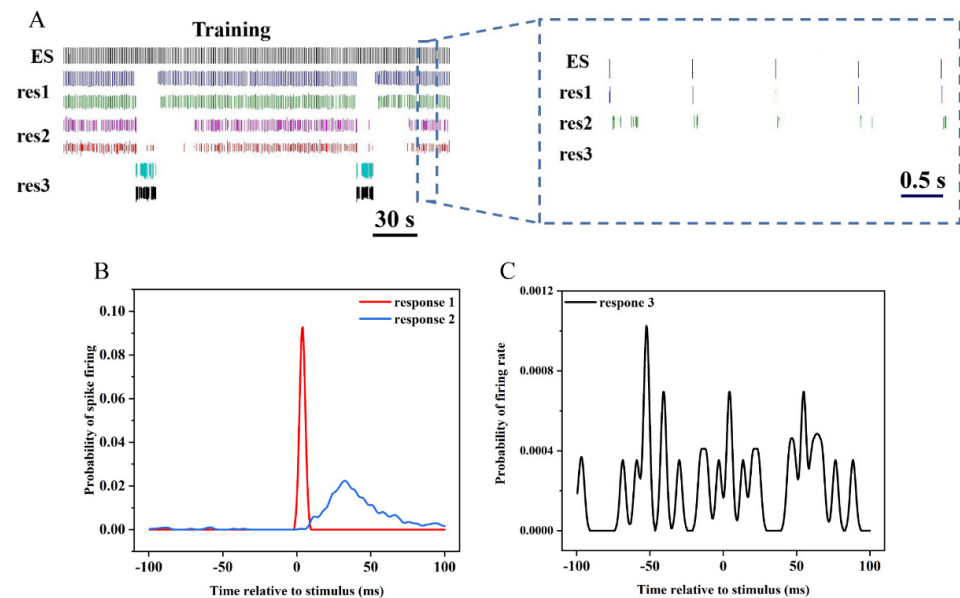 A
Training
ES
res1
res2
res3
30 s
ES
res1
res2
res3
0.5 s
B
response 1
response 2
Probability of spike firing
0.10
0.08
0.06
0.04
0.02
0.00
-100 -50 0 50 100
Time relative to stimulus (ms)
C
respone 3
Probability of firing rate
0.0012
0.0008
0.0004
0.0000
-100 -50 0 50 100
Time relative to stimulus (ms)